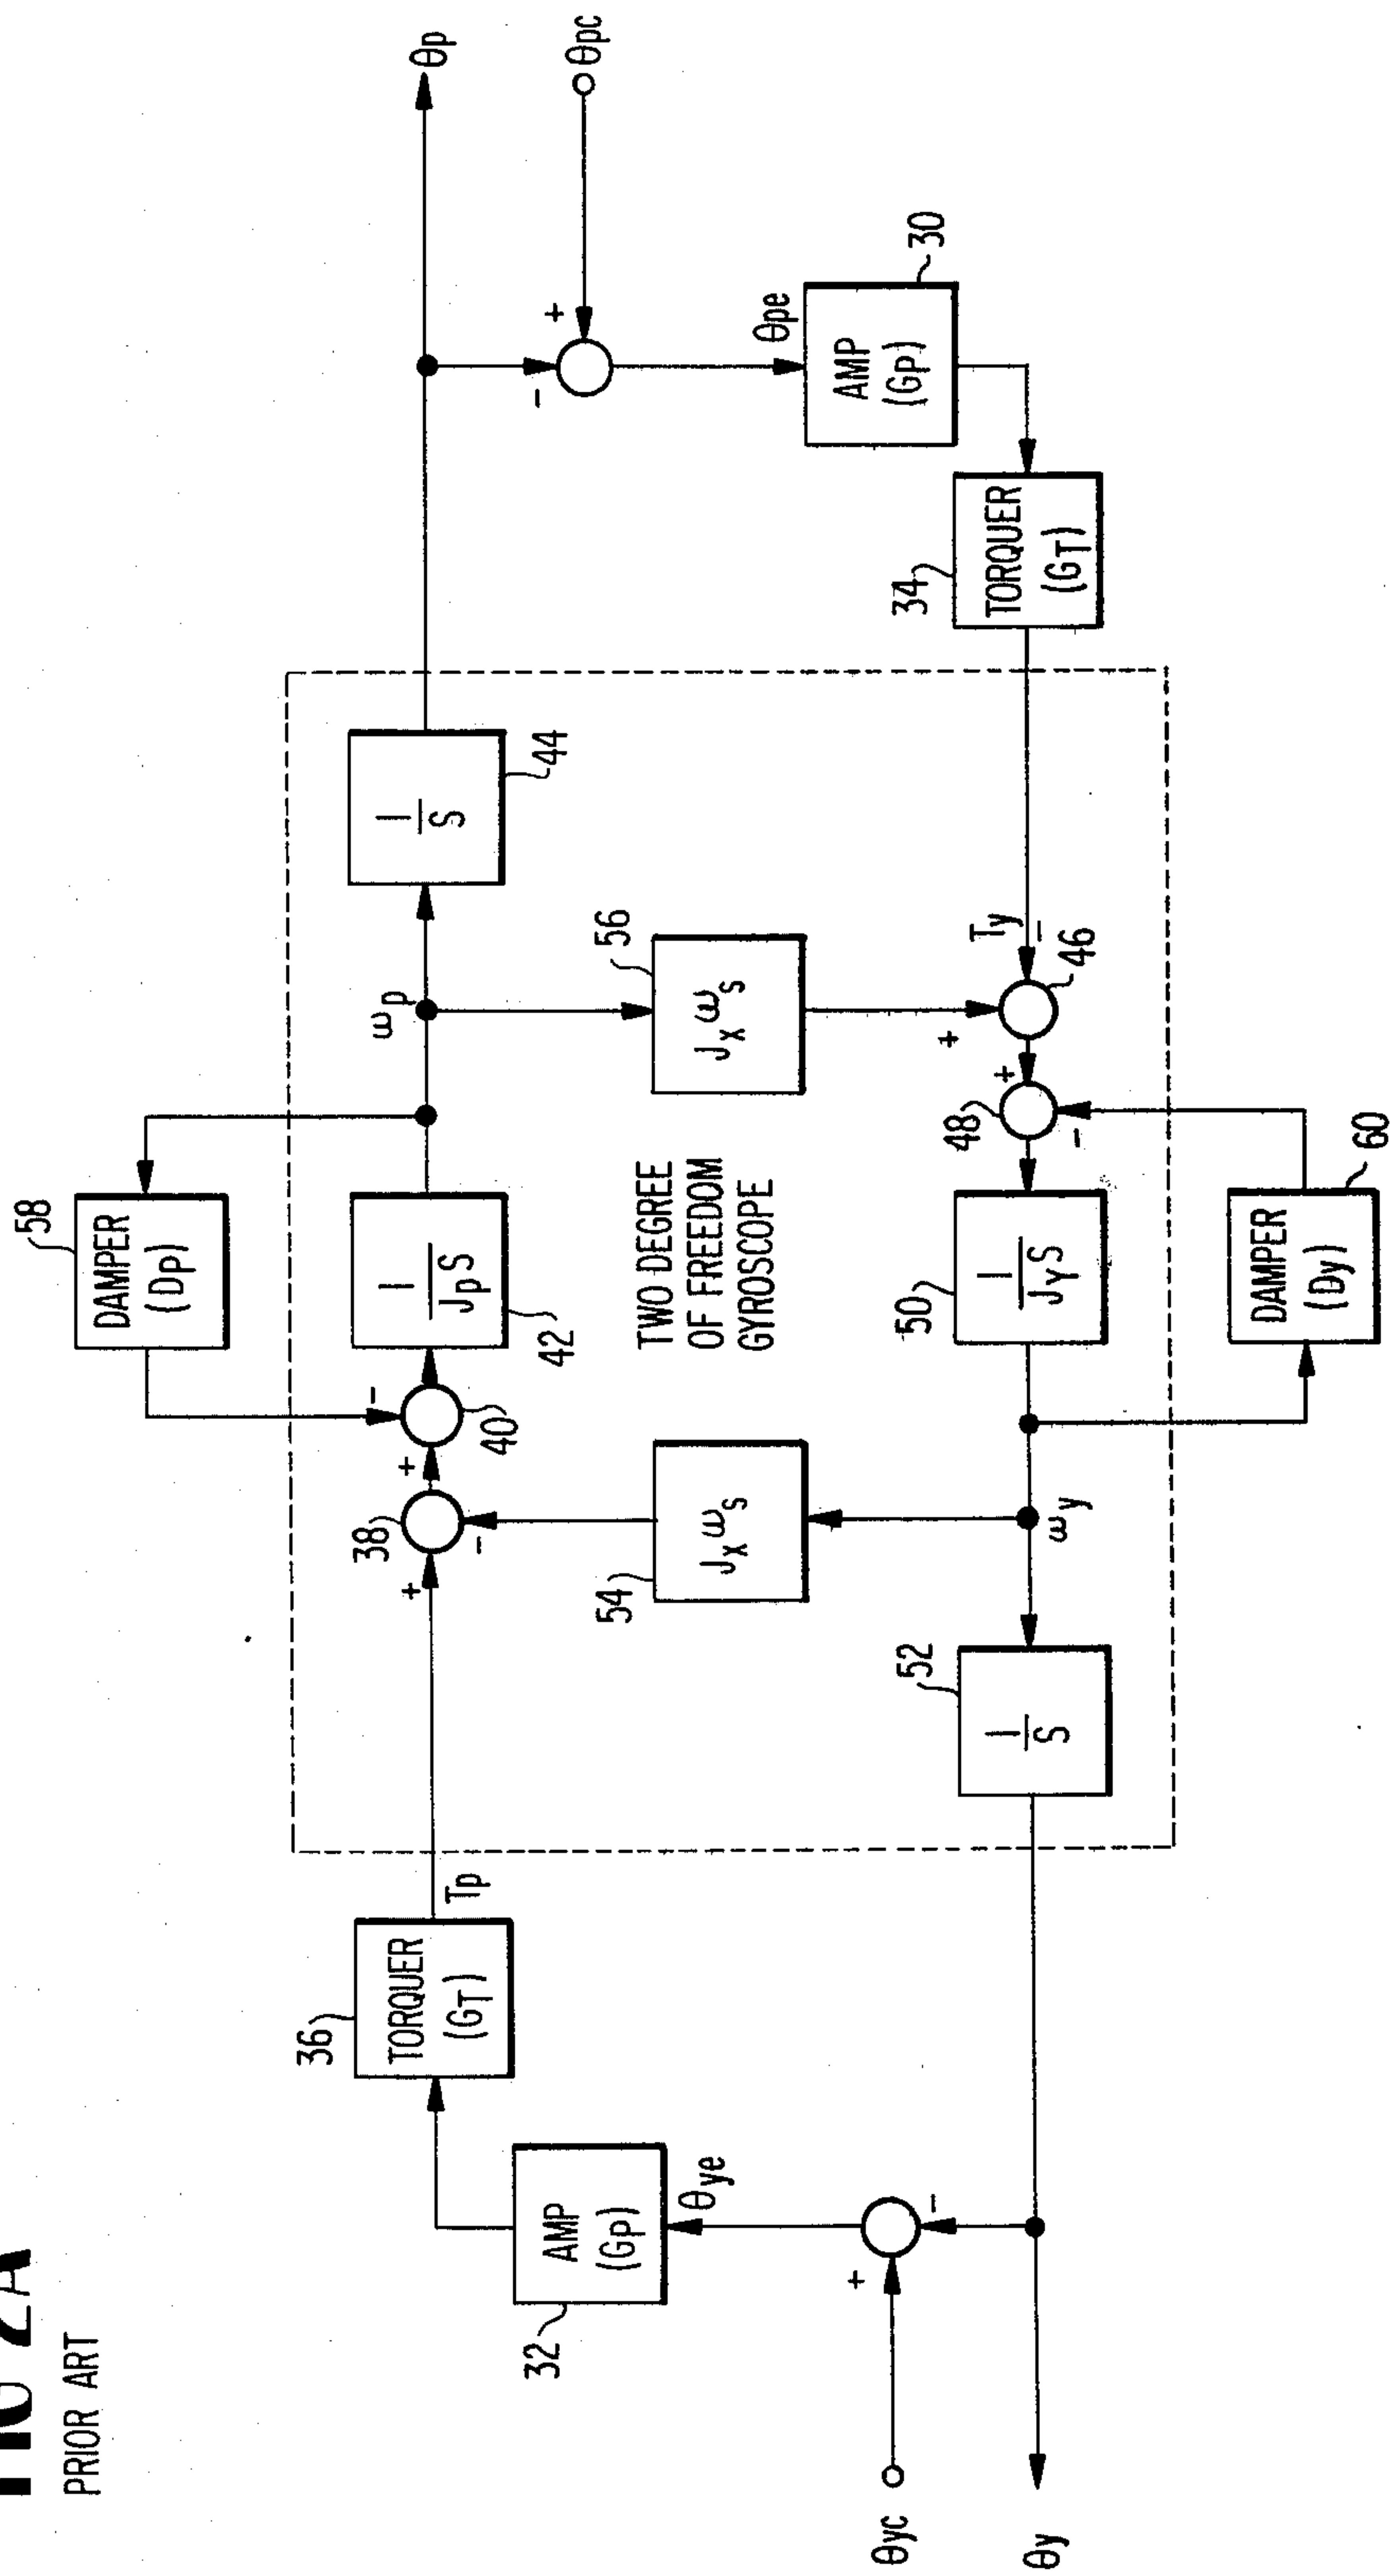 2A
PRIOR ART
θp
θpc
+
-
θpe
AMP
(Gp)
30
TORQUER
(GT)
34
Ty
-
46
+
+
48
-
1
S
44
ωp
56
Jxωs
58
DAMPER
(Dp)
-
40
+
1
JpS
42
TWO DEGREE
OF FREEDOM
GYROSCOPE
50
1
JyS
DAMPER
(Dy)
60
38
+
-
54
Jxωs
ωy
52
1
S
Tp
36
TORQUER
(GT)
AMP
(Gp)
32
θye
+
-
θyc
θy